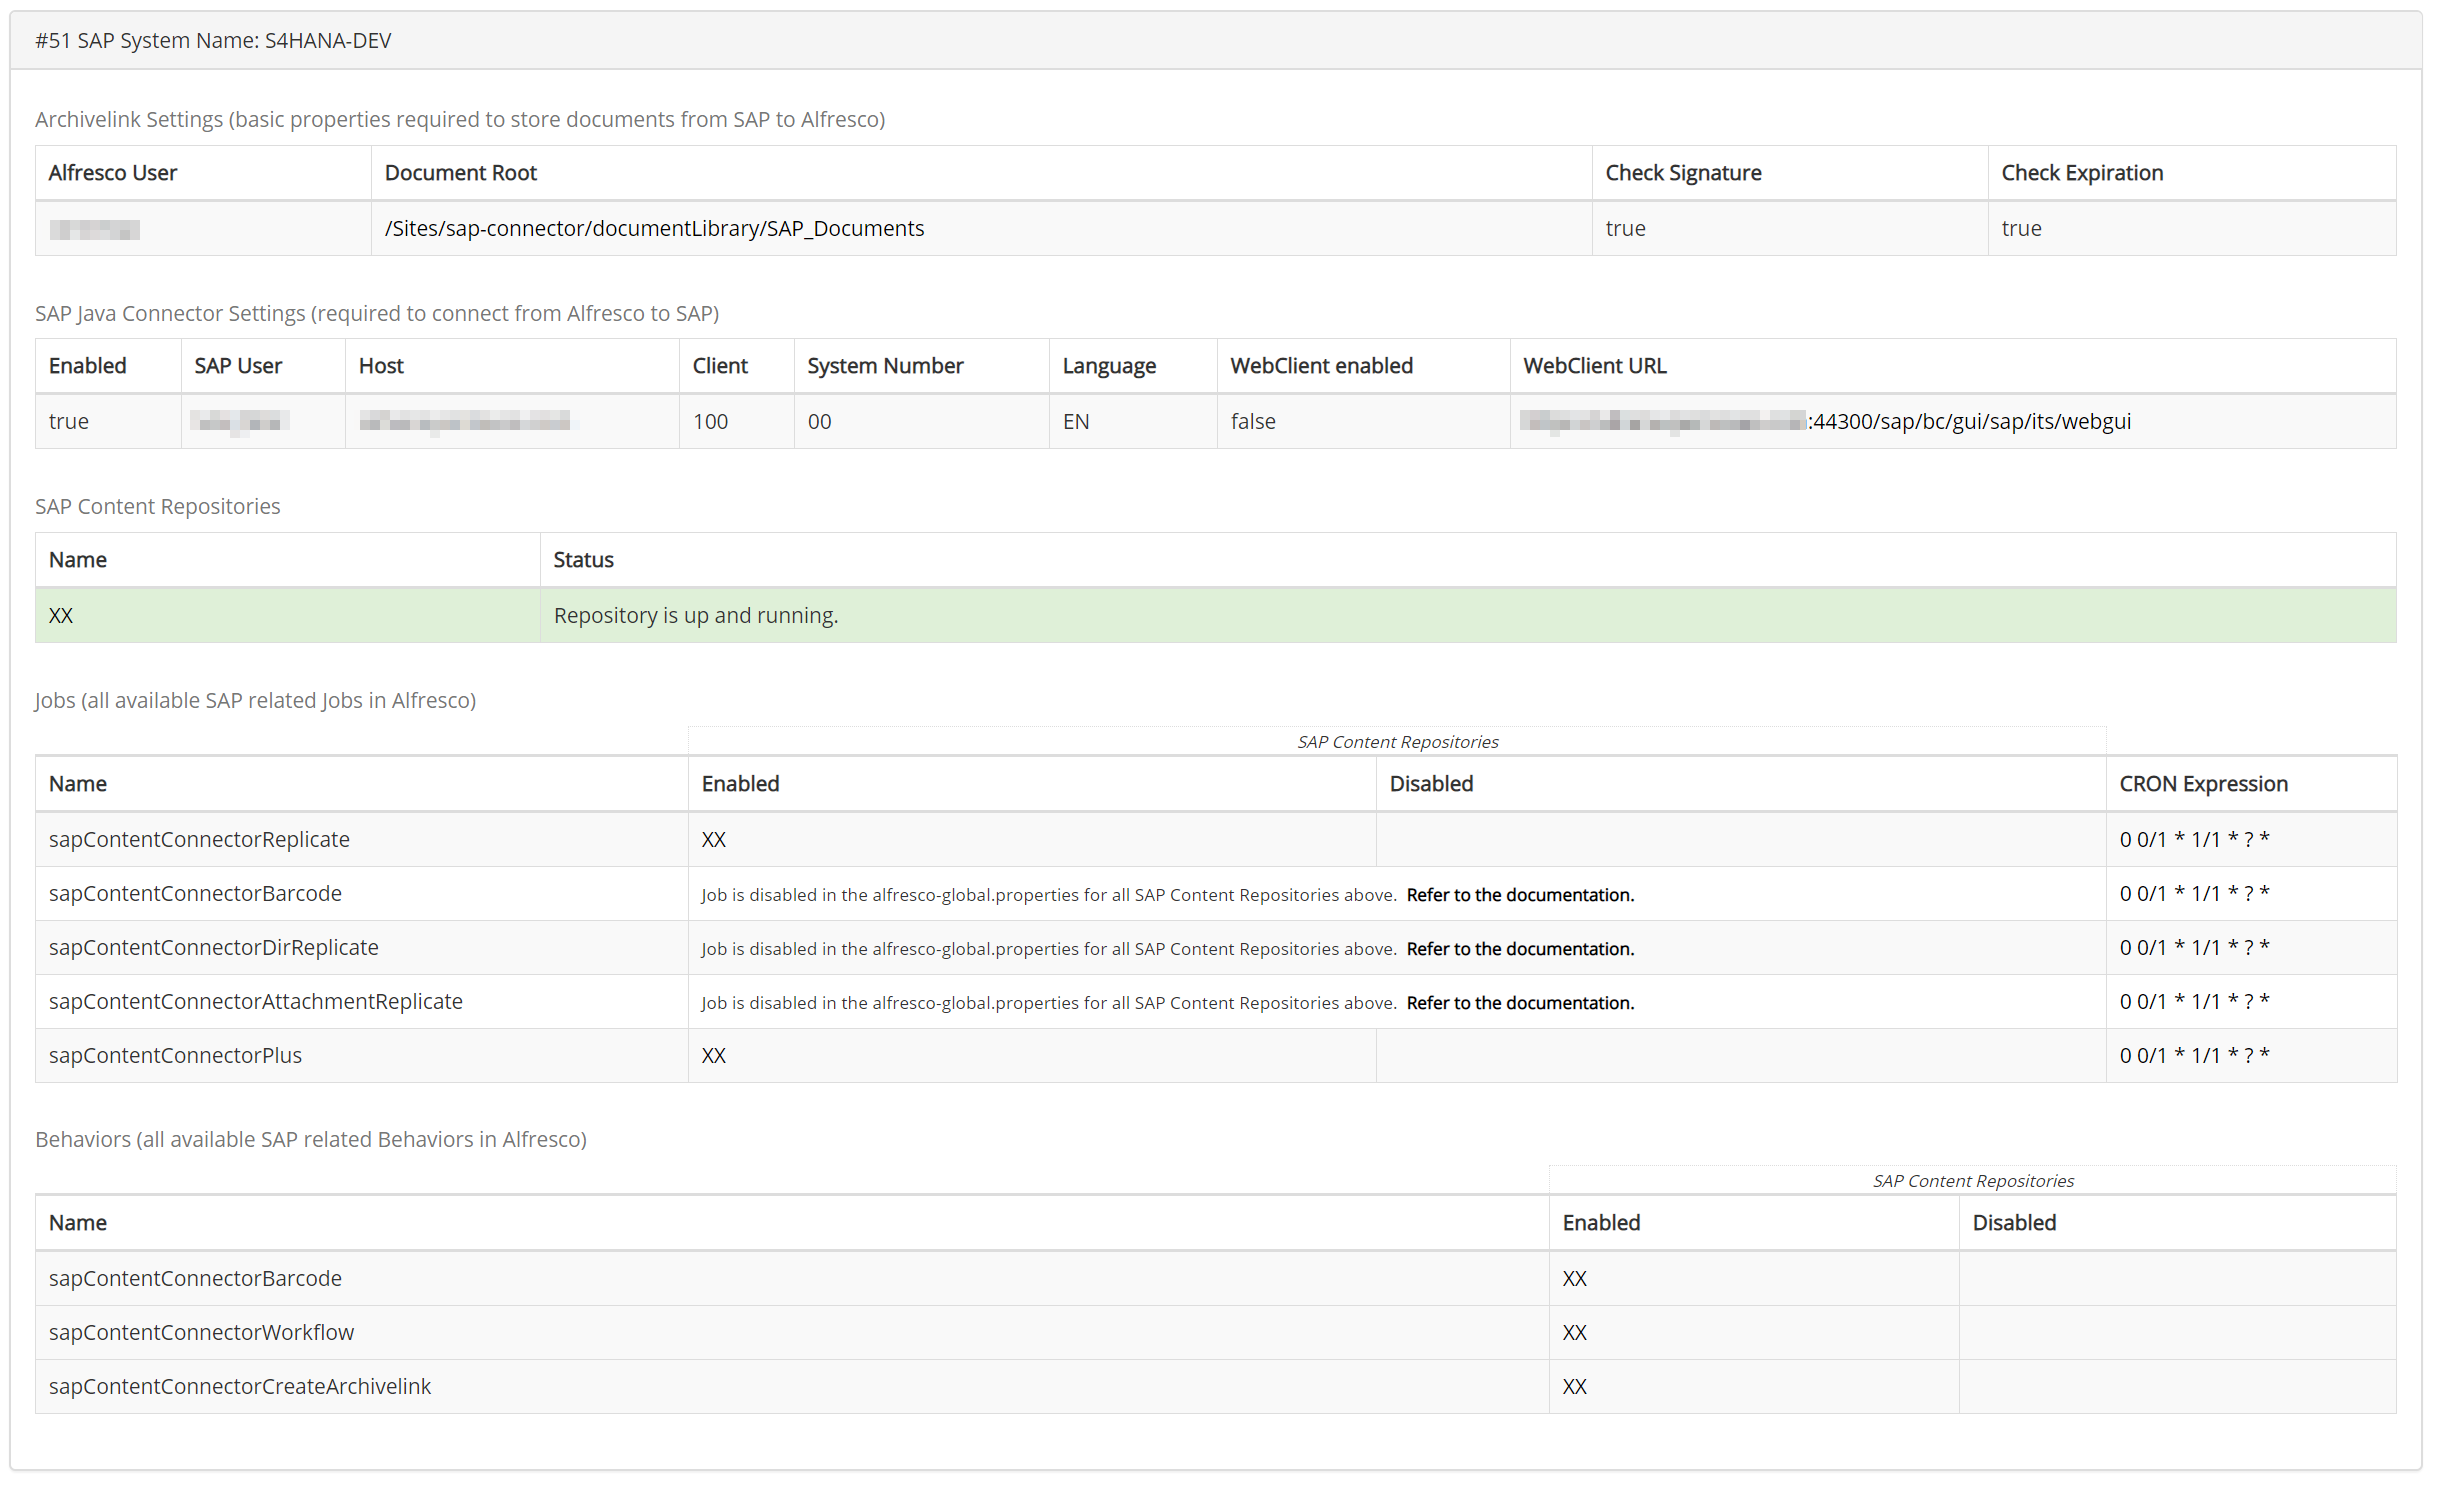 #51 SAP System Name: S4HANA-DEV
Archivelink Settings (basic properties required to store documents from SAP to Alfresco)
Alfresco User Document Root Check Signature Check Expiration
/Sites/sap-connector/documentLibrary/SAP_Documents true true
SAP Java Connector Settings (required to connect from Alfresco to SAP)
Enabled SAP User Host Client System Number Language WebClient enabled WebClient URL
true 100 00 EN false :44300/sap/bc/gui/sap/its/webgui
SAP Content Repositories
Name Status
XX Repository is up and running.
Jobs (all available SAP related Jobs in Alfresco)
SAP Content Repositories
Name Enabled Disabled CRON Expression
sapContentConnectorReplicate XX 0 0/1 * 1/1 * ? *
sapContentConnectorBarcode Job is disabled in the alfresco-global.properties for all SAP Content Repositories above. Refer to the documentation. 0 0/1 * 1/1 * ? *
sapContentConnectorDirReplicate Job is disabled in the alfresco-global.properties for all SAP Content Repositories above. Refer to the documentation. 0 0/1 * 1/1 * ? *
sapContentConnectorAttachmentReplicate Job is disabled in the alfresco-global.properties for all SAP Content Repositories above. Refer to the documentation. 0 0/1 * 1/1 * ? *
sapContentConnectorPlus XX 0 0/1 * 1/1 * ? *
Behaviors (all available SAP related Behaviors in Alfresco)
SAP Content Repositories
Name Enabled Disabled
sapContentConnectorBarcode XX
sapContentConnectorWorkflow XX
sapContentConnectorCreateArchivelink XX